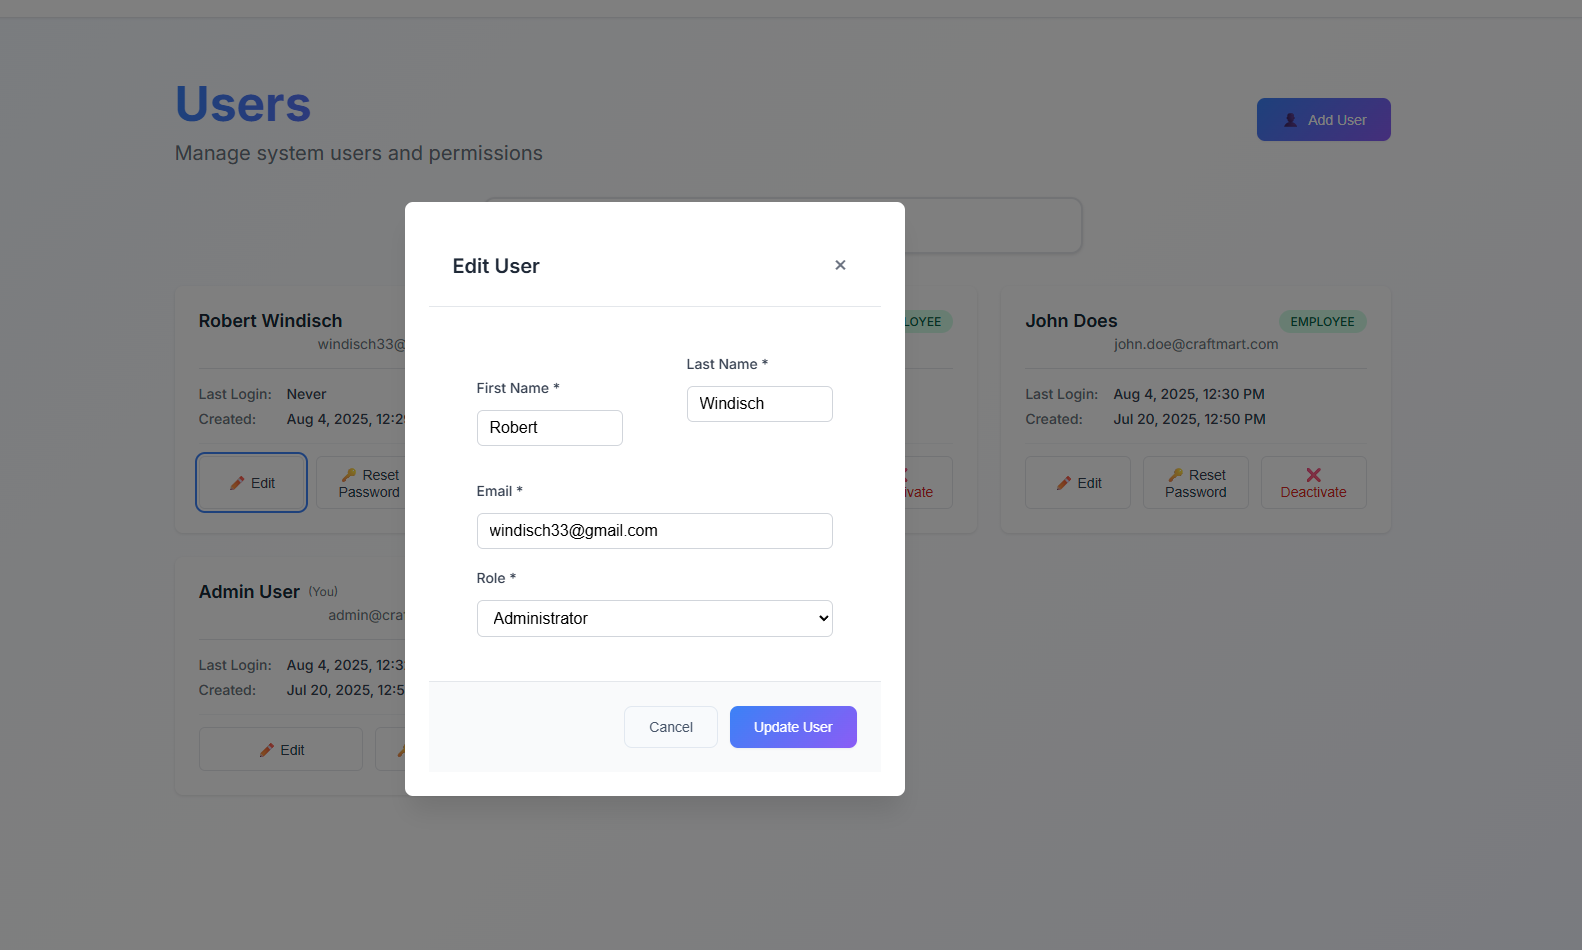 Users
Manage system users and permissions
Add User
Edit User
×
First Name *
Robert
Last Name *
Windisch
Email *
windisch33@gmail.com
Role *
Administrator
Cancel
Update User
Robert Windisch
windisch33@
Last Login: Never
Created: Aug 4, 2025, 12:2
Edit
Reset
Password
John Does
EMPLOYEE
john.doe@craftmart.com
Last Login: Aug 4, 2025, 12:30 PM
Created: Jul 20, 2025, 12:50 PM
Edit
Reset
Password
Deactivate
Admin User (You)
admin@cra
Last Login: Aug 4, 2025, 12:3
Created: Jul 20, 2025, 12:5
Edit